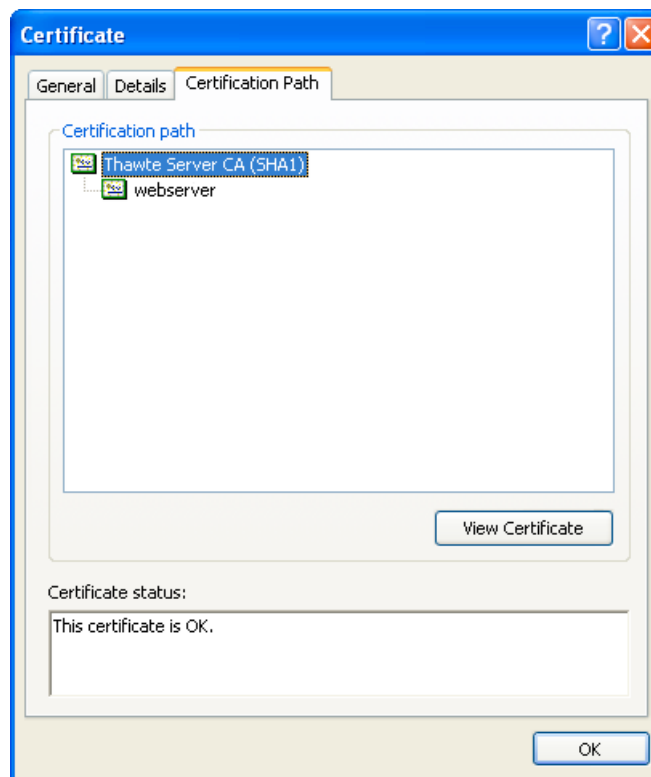 Certificate
General Details Certification Path
Certification path
Thawte Server CA (SHA1)
webserver
View Certificate
Certificate status:
This certificate is OK.
OK